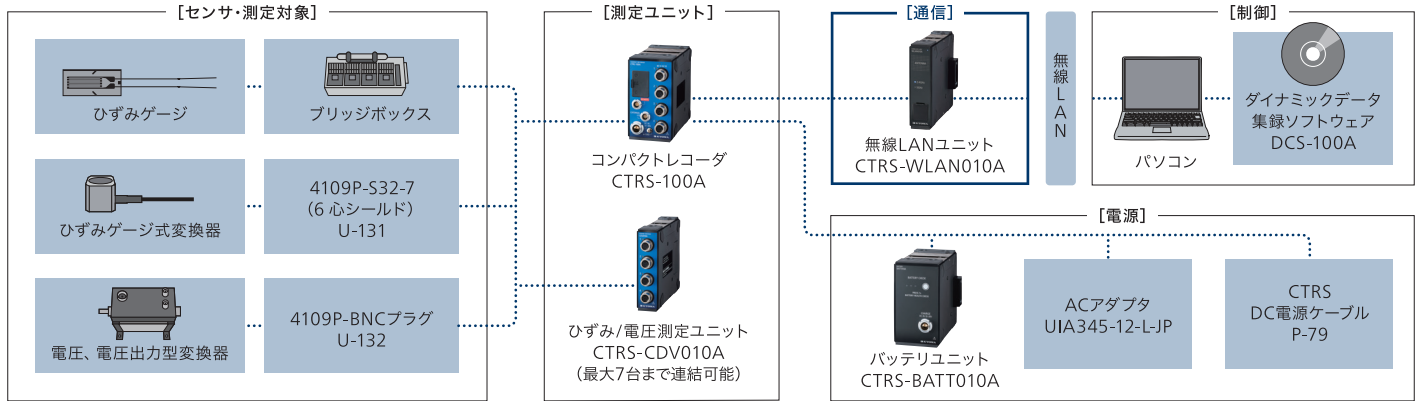 [センサ・測定対象]
ひずみゲージ
ブリッジボックス
ひずみゲージ式変換器
4109P-S32-7
(6 心シールド)
U-131
電圧、電圧出力型変換器
4109P-BNCプラグ
U-132
[測定ユニット]
コンパクトレコーダ
CTRS-100A
ひずみ/電圧測定ユニット
CTRS-CDV010A
(最大7台まで連結可能)
[通信]
無線LANユニット
CTRS-WLAN010A
無線LAN
[制御]
パソコン
ダイナミックデータ
集録ソフトウェア
DCS-100A
[電源]
バッテリユニット
CTRS-BATT010A
ACアダプタ
UIA345-12-L-JP
CTRS
DC電源ケーブル
P-79